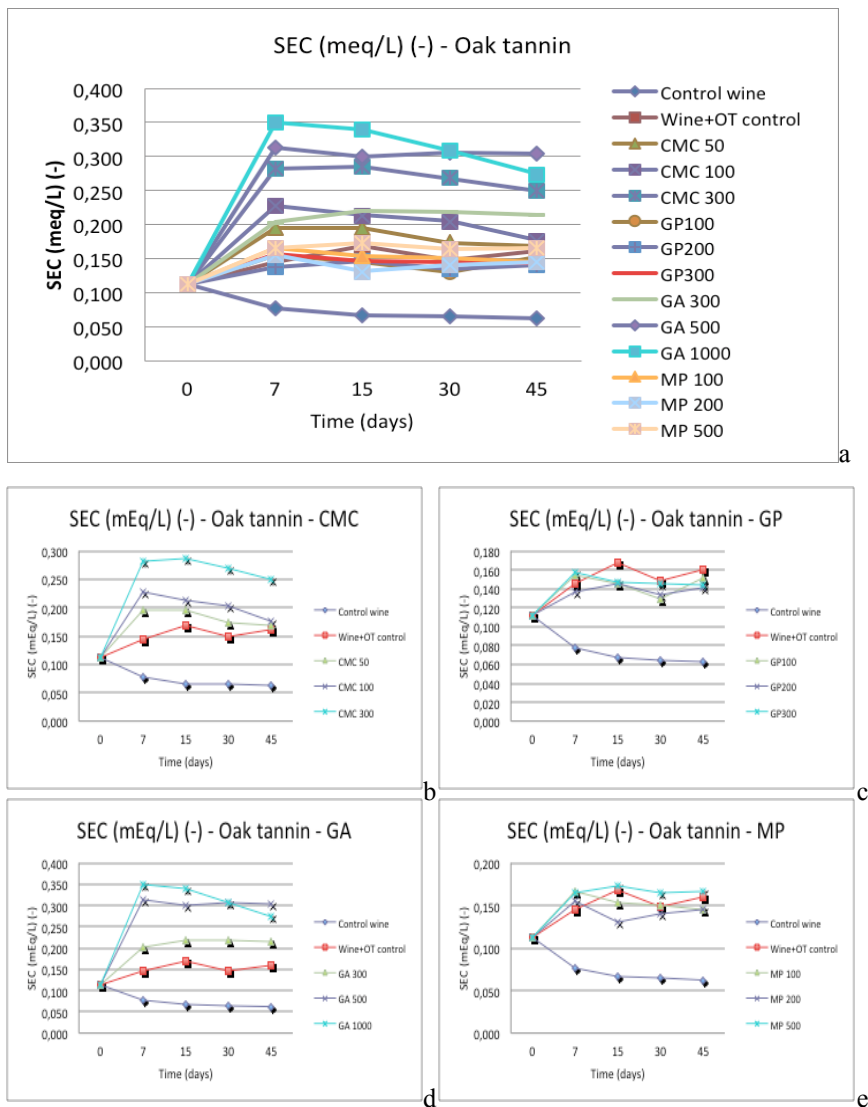 SEC (meq/L) (-) - Oak tannin
SEC (meq/L) (-)
0,400
0,350
0,300
0,250
0,200
0,150
0,100
0,050
0,000
0 7 15 30 45
Time (days)
Control wine
Wine+OT control
CMC 50
CMC 100
CMC 300
GP100
GP200
GP300
GA 300
GA 500
GA 1000
MP 100
MP 200
MP 500
a
SEC (mEq/L) (-) - Oak tannin - CMC
SEC (mEq/L) (-)
0,300
0,250
0,200
0,150
0,100
0,050
0,000
0 7 15 30 45
Time (days)
Control wine
Wine+OT control
CMC 50
CMC 100
CMC 300
b
SEC (mEq/L) (-) - Oak tannin - GP
SEC (mEq/L) (-)
0,180
0,160
0,140
0,120
0,100
0,080
0,060
0,040
0,020
0,000
0 7 15 30 45
Time (days)
Control wine
Wine+OT control
GP100
GP200
GP300
c
SEC (mEq/L) (-) - Oak tannin - GA
SEC (mEq/L) (-)
0,400
0,350
0,300
0,250
0,200
0,150
0,100
0,050
0,000
0 7 15 30 45
Time (days)
Control wine
Wine+OT control
GA 300
GA 500
GA 1000
d
SEC (mEq/L) (-) - Oak tannin - MP
SEC (mEq/L) (-)
0,200
0,150
0,100
0,050
0,000
0 7 15 30 45
Time (days)
Control wine
Wine+OT control
MP 100
MP 200
MP 500
e